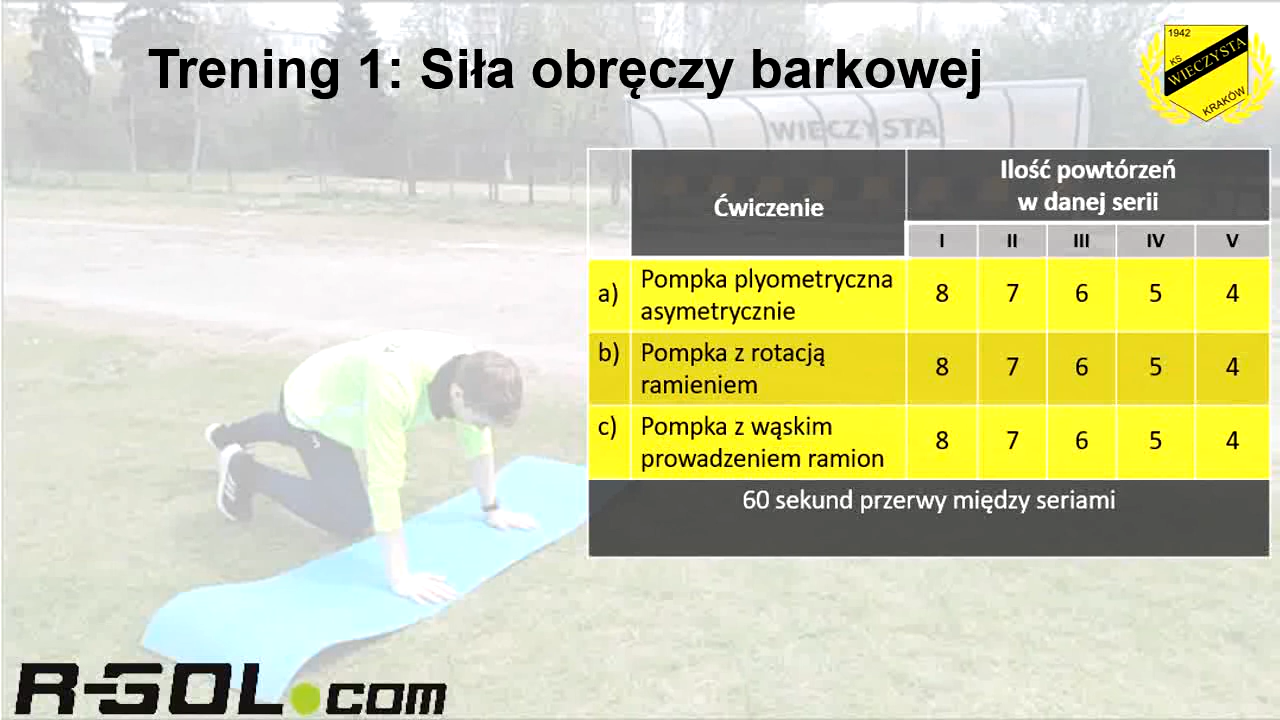 Trening 1: Siła obręczy barkowej
1942
KS
WIECZYSTA
KRAKÓW
WIECZYSTA
Ćwiczenie
Ilość powtórzeń
w danej serii
I II III IV V
a) Pompka plyometryczna
asymetrycznie
8 7 6 5 4
b) Pompka z rotacją
ramieniem
8 7 6 5 4
c) Pompka z wąskim
prowadzeniem ramion
8 7 6 5 4
60 sekund przerwy między seriami
R-GOL.com